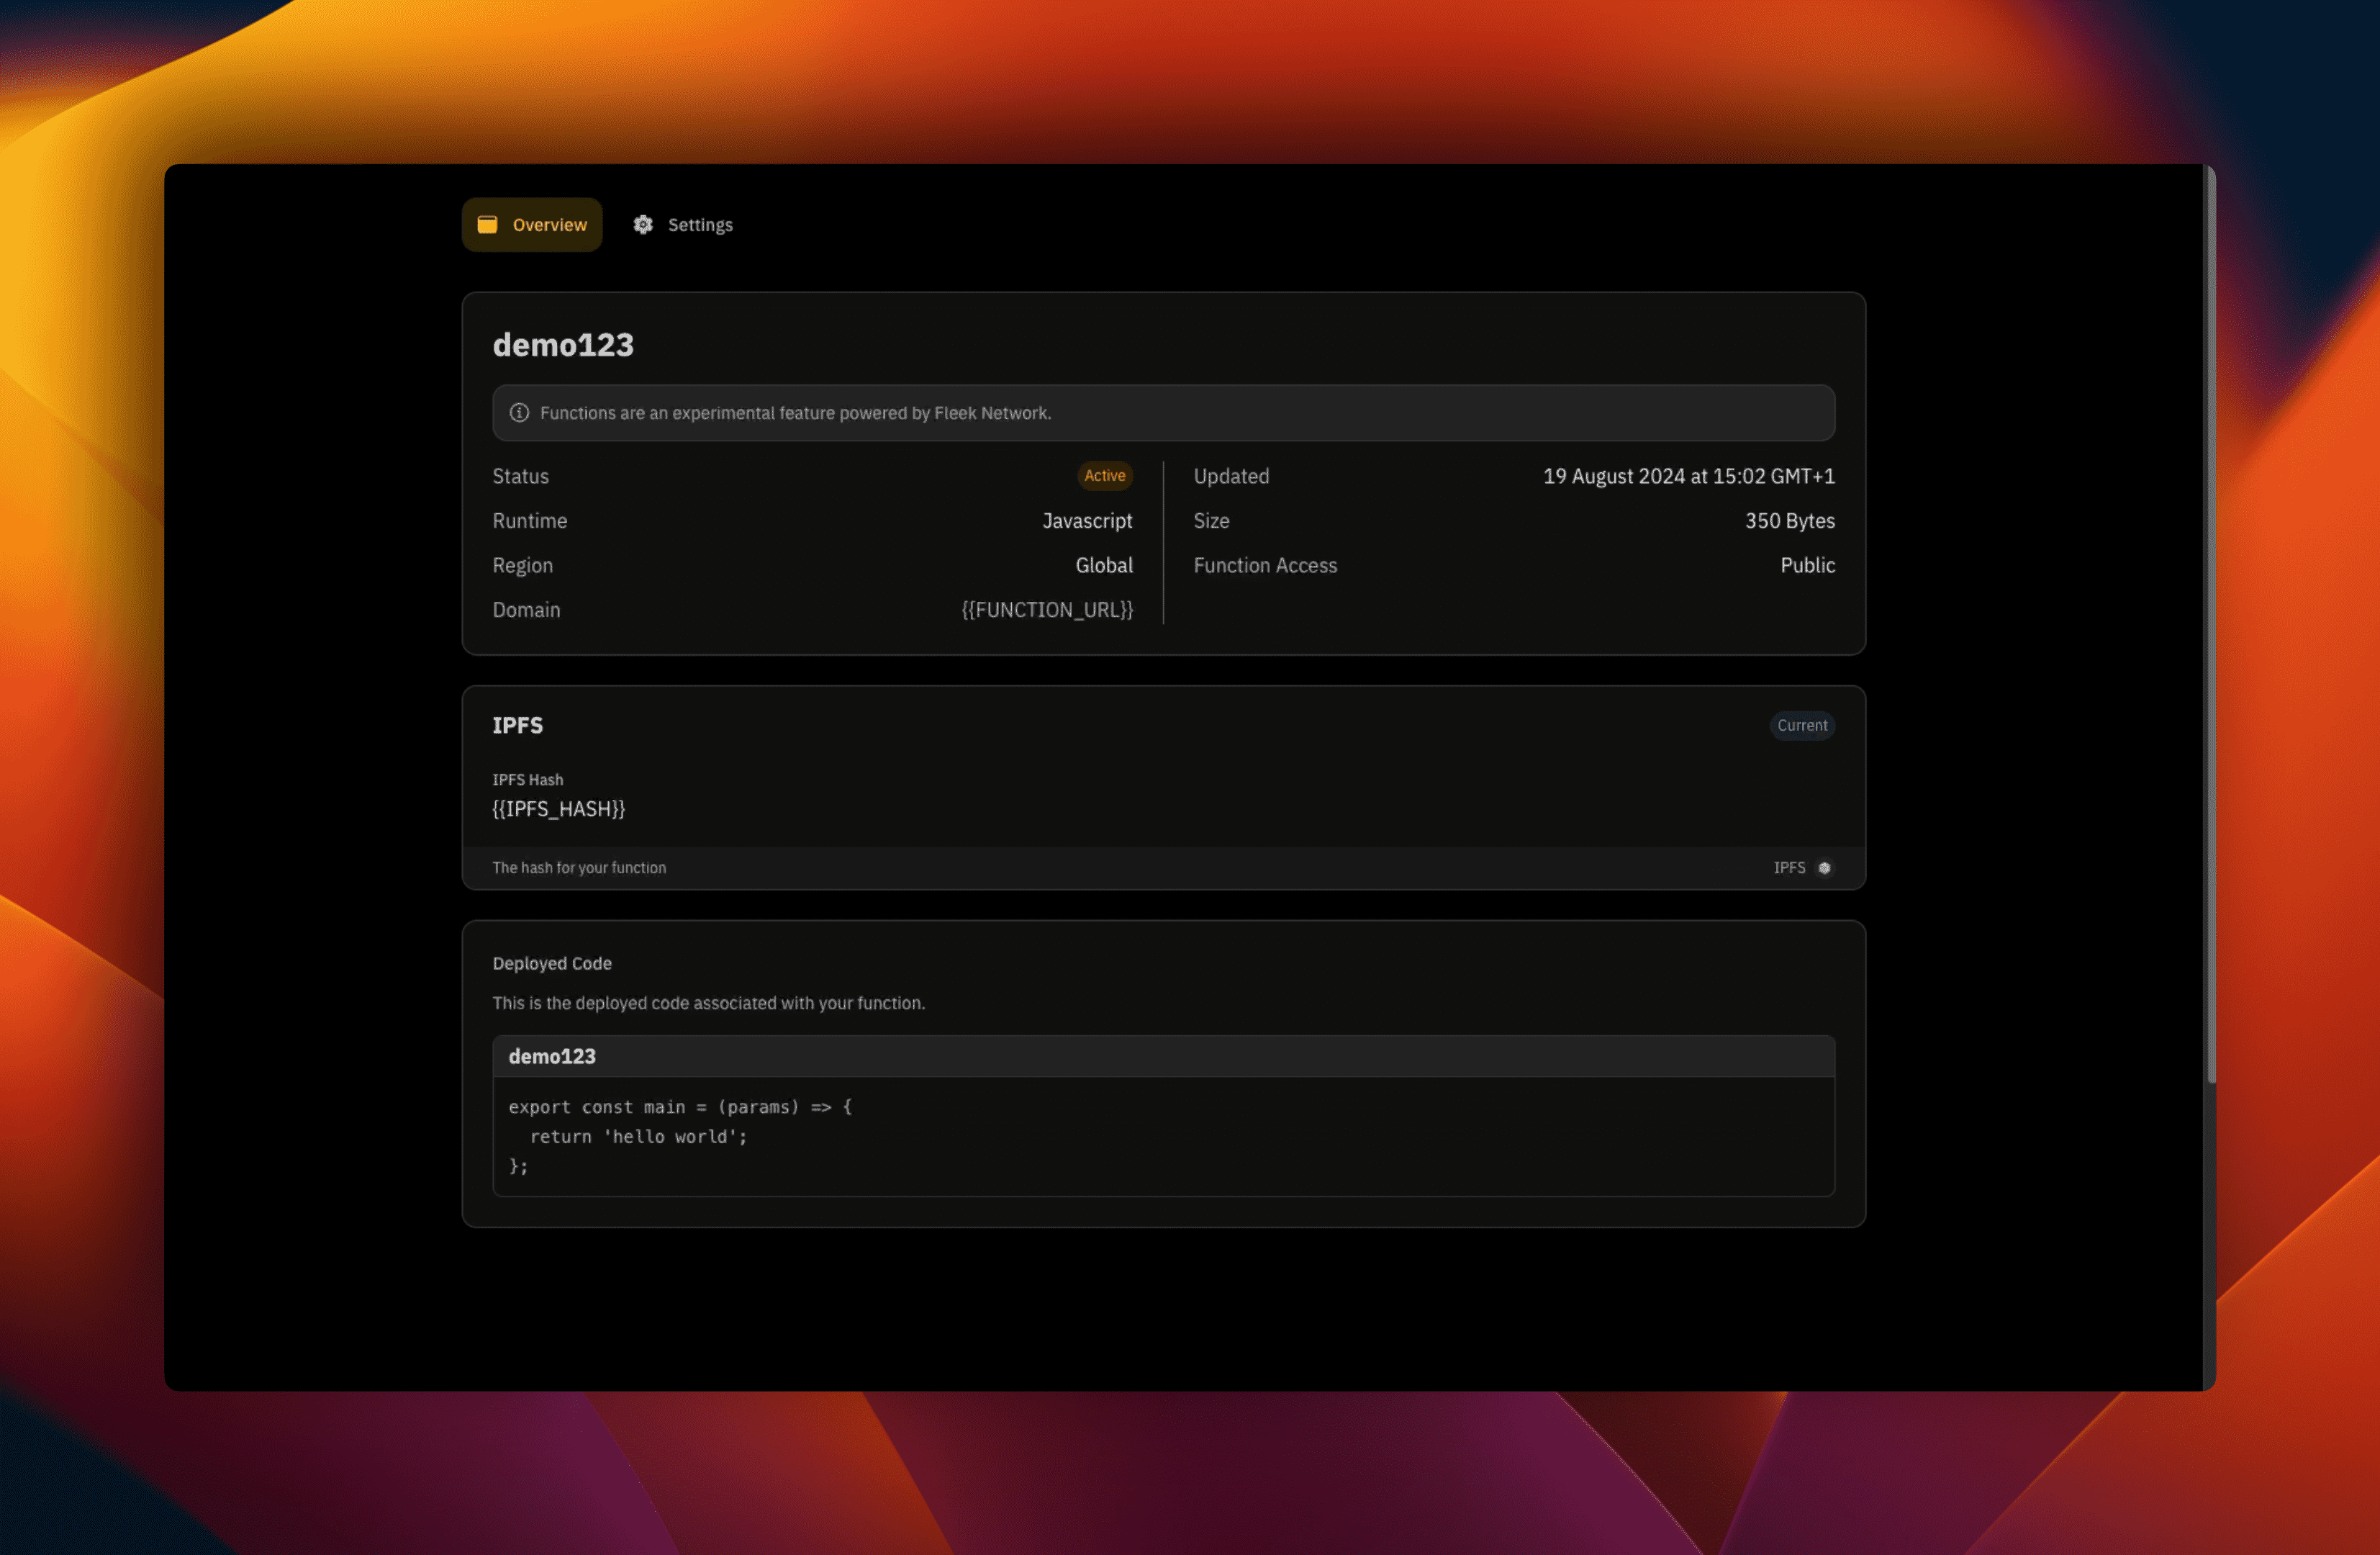 Overview
Settings
demo123
Functions are an experimental feature powered by Fleek Network.
Status Active
Runtime Javascript
Region Global
Domain {{FUNCTION_URL}}
Updated 19 August 2024 at 15:02 GMT+1
Size 350 Bytes
Function Access Public
IPFS
Current
IPFS Hash
{{IPFS_HASH}}
The hash for your function
IPFS
Deployed Code
This is the deployed code associated with your function.
demo123
export const main = (params) => {
  return 'hello world';
};